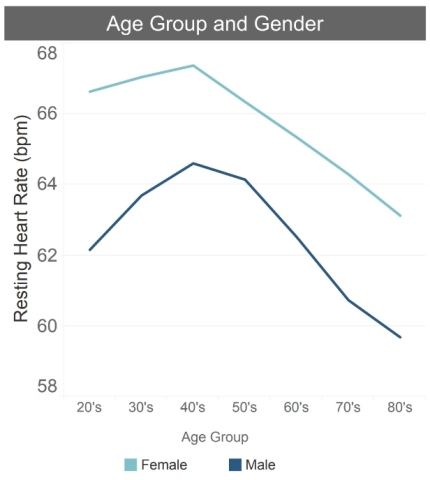 Age Group and Gender
Resting Heart Rate (bpm)
68
66
64
62
60
58
20's 30's 40's 50's 60's 70's 80's
Age Group
Female Male